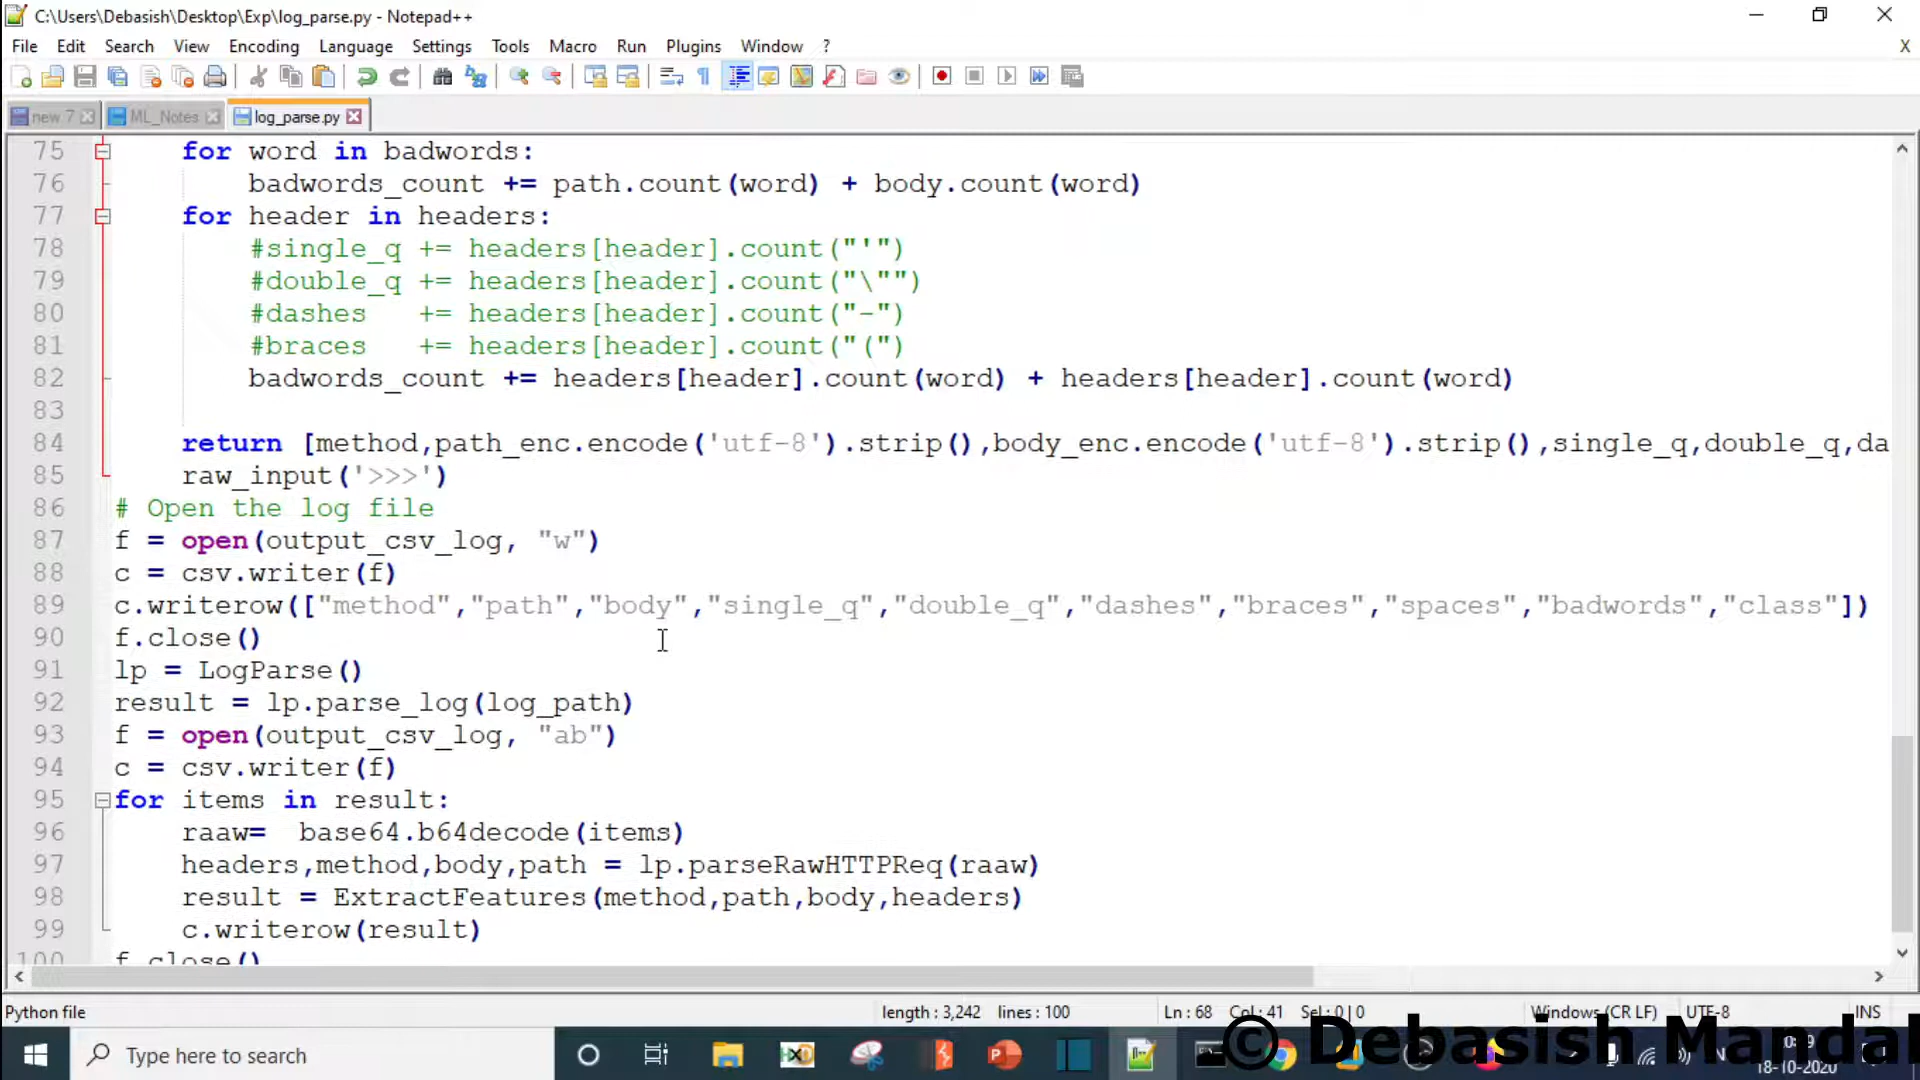 C:\Users\Debasish\Desktop\Exp\log_parse.py - Notepad++
File Edit Search View Encoding Language Settings Tools Macro Run Plugins Window ? X
new 7 ML_Notes log_parse.py
75 for word in badwords:
76 badwords_count += path.count(word) + body.count(word)
77 for header in headers:
78 #single_q += headers[header].count("'")
79 #double_q += headers[header].count("\"")
80 #dashes   += headers[header].count("-")
81 #braces   += headers[header].count("(")
82 badwords_count += headers[header].count(word) + headers[header].count(word)
83
84 return [method,path_enc.encode('utf-8').strip(),body_enc.encode('utf-8').strip(),single_q,double_q,da
85 raw_input('>>>')
86 # Open the log file
87 f = open(output_csv_log, "w")
88 c = csv.writer(f)
89 c.writerow(["method","path","body","single_q","double_q","dashes","braces","spaces","badwords","class"])
90 f.close()
91 lp = LogParse()
92 result = lp.parse_log(log_path)
93 f = open(output_csv_log, "ab")
94 c = csv.writer(f)
95 for items in result:
96 raaw=  base64.b64decode(items)
97 headers,method,body,path = lp.parseRawHTTPReq(raaw)
98 result = ExtractFeatures(method,path,body,headers)
99 c.writerow(result)
100 f.close()
Python file length : 3,242 lines : 100 Ln : 68 Col : 41 Sel : 0 | 0 Windows (CR LF) UTF-8 INS
Type here to search
© Debasish Mandal
18-10-2020